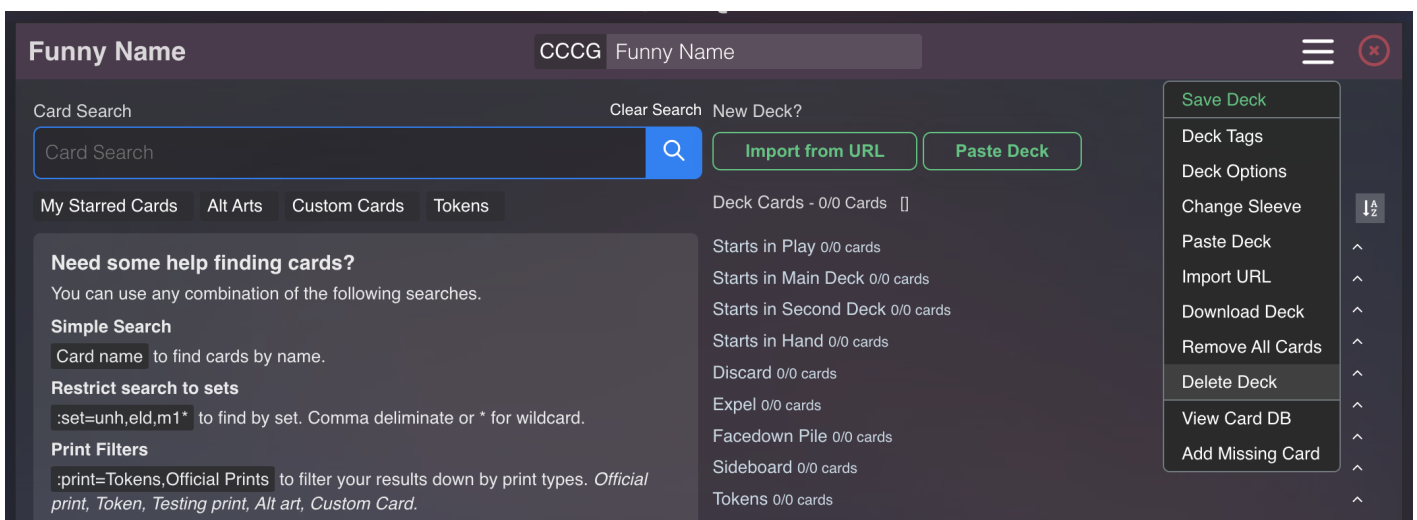 Funny Name
CCCG Funny Name
Card Search
Clear Search
Card Search
My Starred Cards Alt Arts Custom Cards Tokens
Need some help finding cards?
You can use any combination of the following searches.
Simple Search
Card name to find cards by name.
Restrict search to sets
:set=unh,eld,m1* to find by set. Comma deliminate or * for wildcard.
Print Filters
:print=Tokens,Official Prints to filter your results down by print types. Official
print, Token, Testing print, Alt art, Custom Card.
New Deck?
Import from URL Paste Deck
Deck Cards - 0/0 Cards []
Starts in Play 0/0 cards
Starts in Main Deck 0/0 cards
Starts in Second Deck 0/0 cards
Starts in Hand 0/0 cards
Discard 0/0 cards
Expel 0/0 cards
Facedown Pile 0/0 cards
Sideboard 0/0 cards
Tokens 0/0 cards
Save Deck
Deck Tags
Deck Options
Change Sleeve
Paste Deck
Import URL
Download Deck
Remove All Cards
Delete Deck
View Card DB
Add Missing Card
A
Z